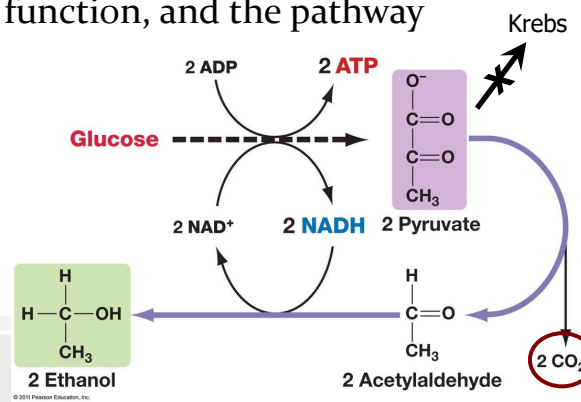 function, and the pathway
Krebs
2 ADP
2 ATP
O⁻
C=O
C=O
CH₃
Glucose
2 NAD⁺
2 NADH
2 Pyruvate
H
H—C—OH
CH₃
2 Ethanol
H
C=O
CH₃
2 Acetylaldehyde
2 CO₂
© 2011 Pearson Education, Inc.